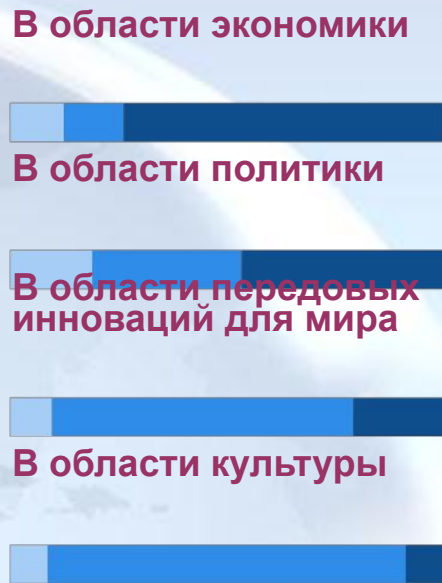 В области экономики
В области политики
В области передовых
инноваций для мира
В области культуры